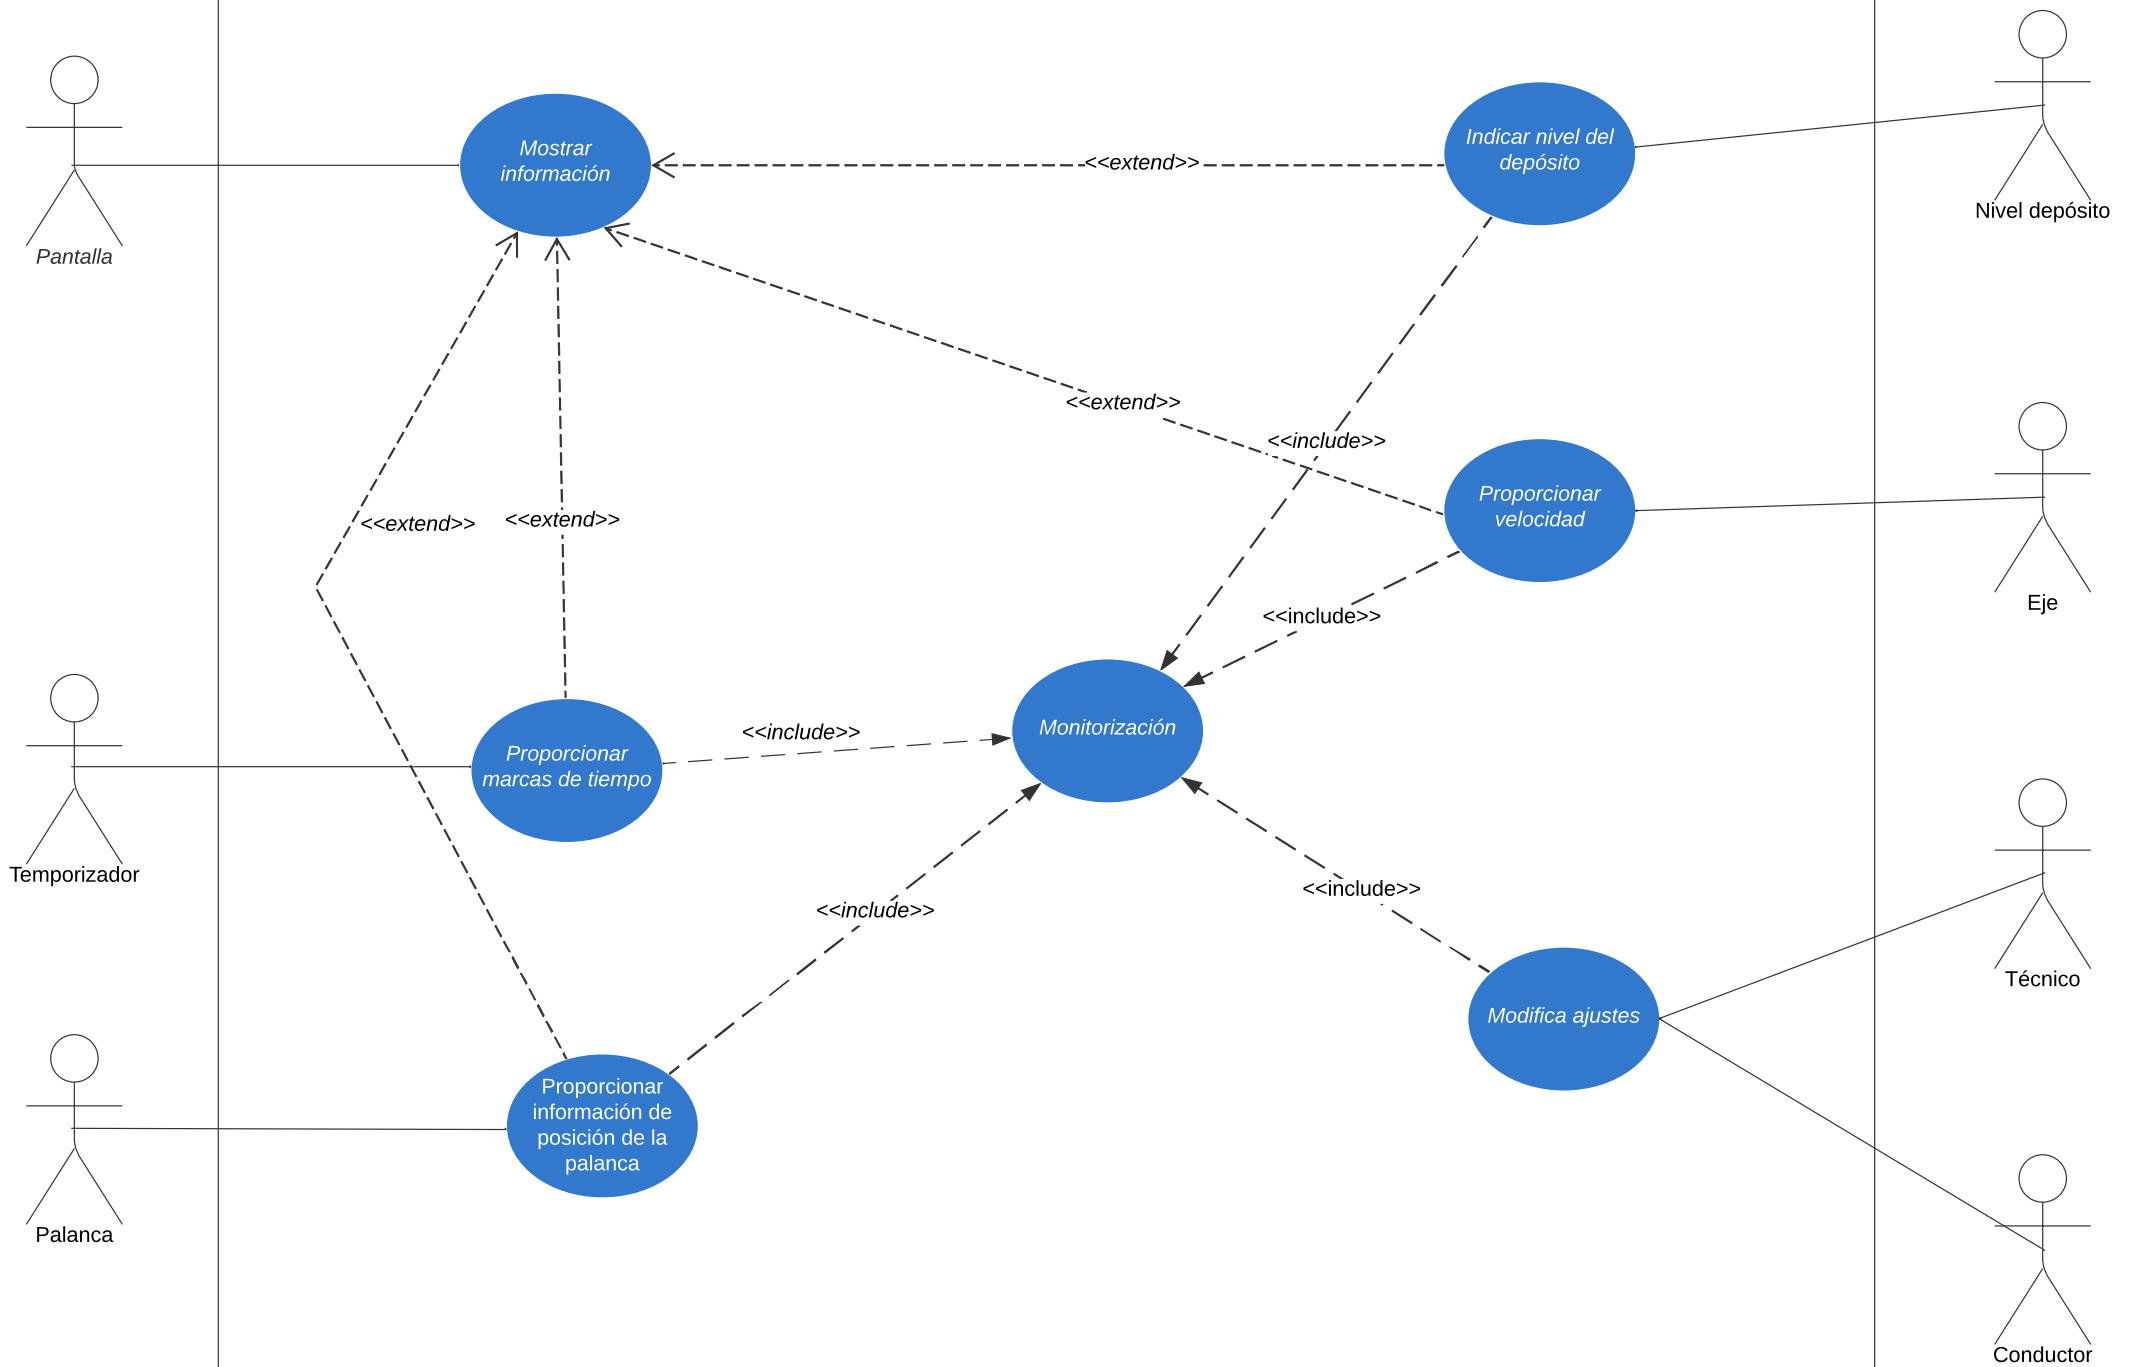 Nivel depósito
Mostrar
información
<<extend>>
Indicar nivel del
depósito
Pantalla
<<extend>>
<<include>>
Proporcionar
velocidad
<<extend>>
<<extend>>
Eje
<<include>>
Monitorización
<<include>>
Proporcionar
marcas de tiempo
Temporizador
<<include>>
<<include>>
Técnico
Modifica ajustes
Proporcionar
información de
posición de la
palanca
Palanca
Conductor